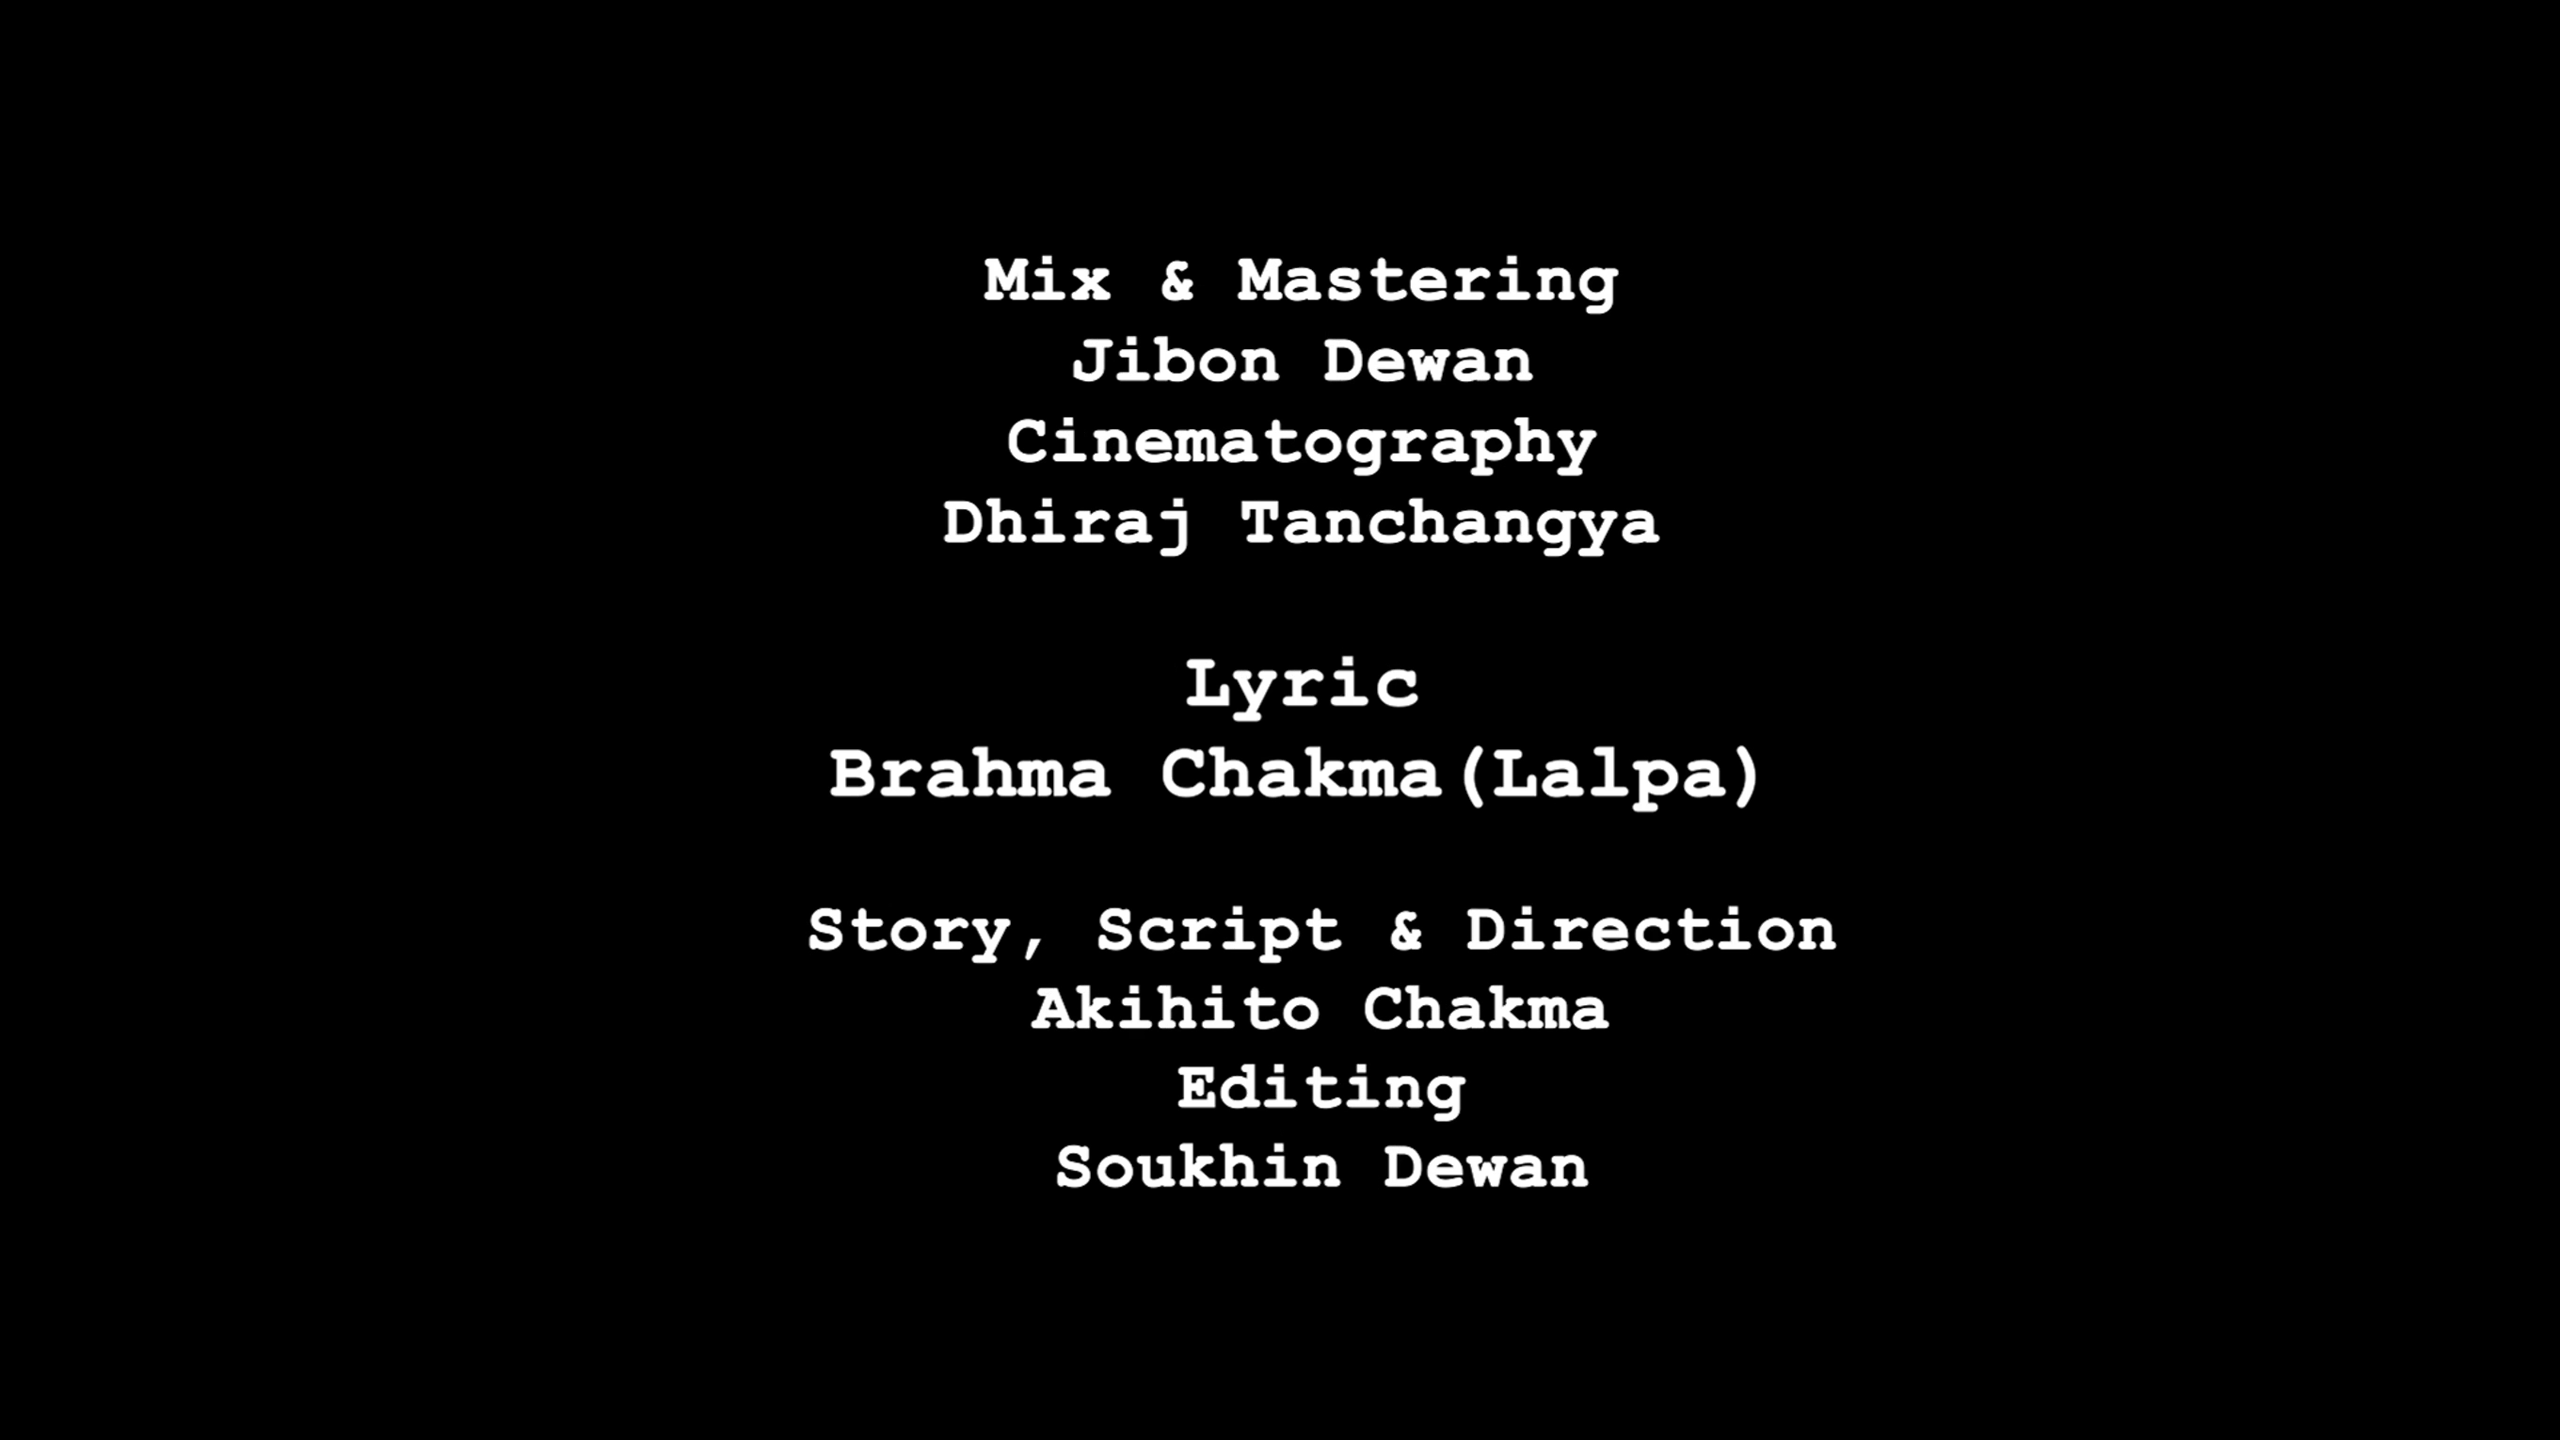 Mix & Mastering
Jibon Dewan
Cinematography
Dhiraj Tanchangya
Lyric
Brahma Chakma(Lalpa)
Story, Script & Direction
Akihito Chakma
Editing
Soukhin Dewan